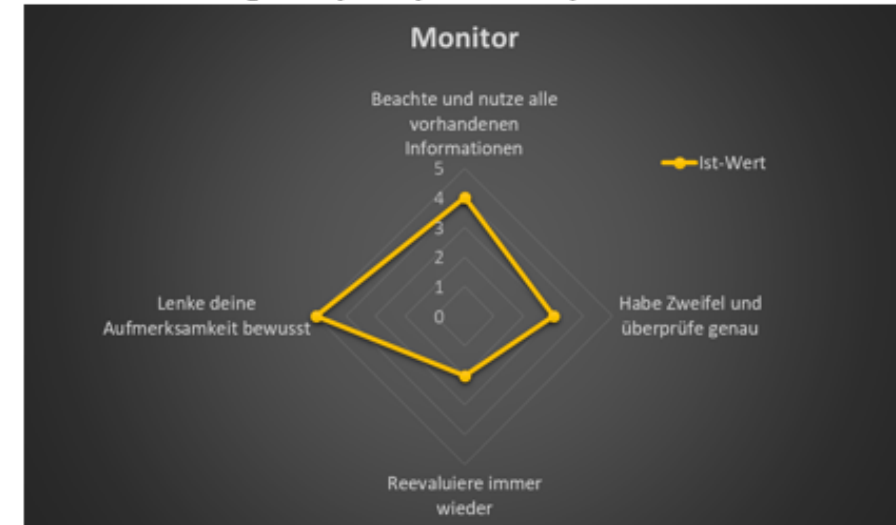 Monitor
Beachte und nutze alle
vorhandenen
Informationen
Ist-Wert
5
4
3
2
1
0
Lenke deine
Aufmerksamkeit bewusst
Habe Zweifel und
überprüfe genau
Reevaluiere immer
wieder